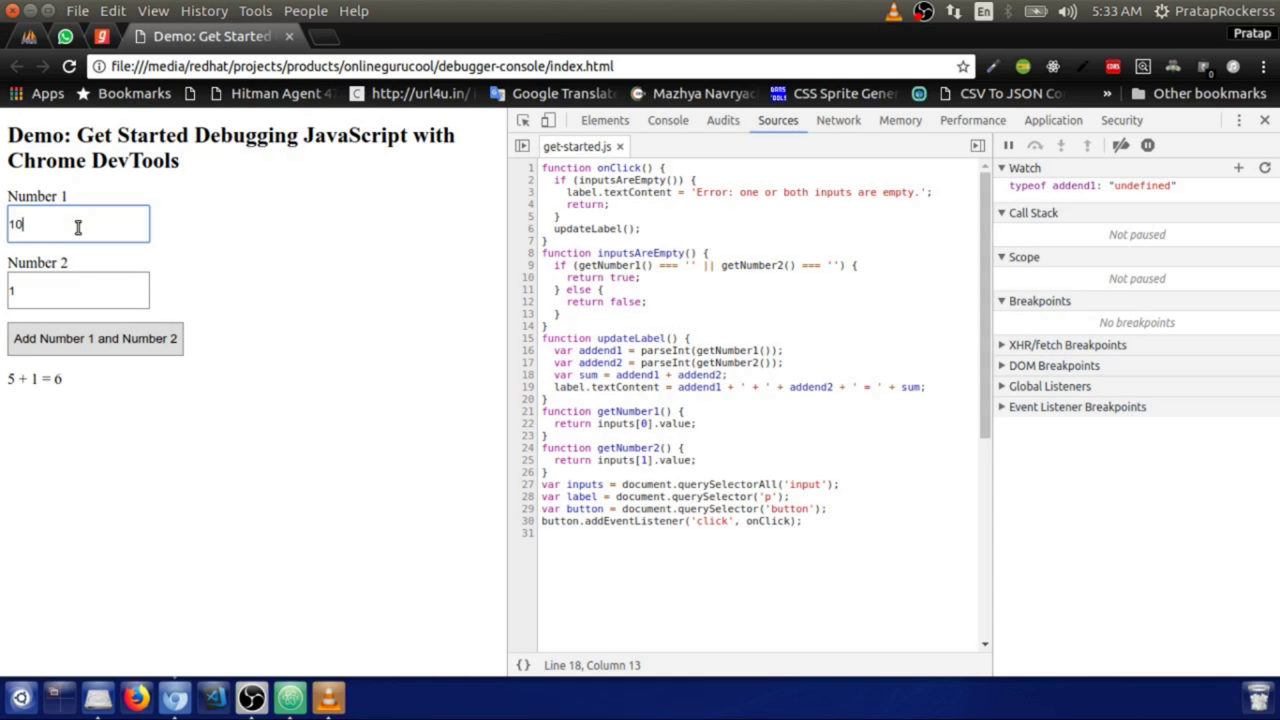 File Edit View History Tools People Help
En 5:33 AM PratapRockerss
Demo: Get Started
Pratap
file:///media/redhat/projects/products/onlinegurucool/debugger-console/index.html
CORS 0
Apps Bookmarks Hitman Agent 47 http://url4u.in/ Google Translat Mazhya Navryac CSS Sprite Gene CSV To JSON Co » Other bookmarks
Demo: Get Started Debugging JavaScript with
Chrome DevTools
Number 1
10
Number 2
1
Add Number 1 and Number 2
5 + 1 = 6
Elements Console Audits Sources Network Memory Performance Application Security
get-started.js
1 function onClick() {
2 if (inputsAreEmpty()) {
3 label.textContent = 'Error: one or both inputs are empty.';
4 return;
5 }
6 updateLabel();
7 }
8 function inputsAreEmpty() {
9 if (getNumber1() === '' || getNumber2() === '') {
10 return true;
11 } else {
12 return false;
13 }
14 }
15 function updateLabel() {
16 var addend1 = parseInt(getNumber1());
17 var addend2 = parseInt(getNumber2());
18 var sum = addend1 + addend2;
19 label.textContent = addend1 + ' + ' + addend2 + ' = ' + sum;
20 }
21 function getNumber1() {
22 return inputs[0].value;
23 }
24 function getNumber2() {
25 return inputs[1].value;
26 }
27 var inputs = document.querySelectorAll('input');
28 var label = document.querySelector('p');
29 var button = document.querySelector('button');
30 button.addEventListener('click', onClick);
31
{} Line 18, Column 13
Watch
typeof addend1: "undefined"
Call Stack
Not paused
Scope
Not paused
Breakpoints
No breakpoints
XHR/fetch Breakpoints
DOM Breakpoints
Global Listeners
Event Listener Breakpoints